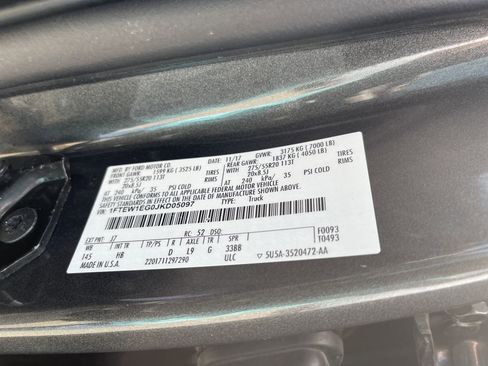 MFD. BY FORD MOTOR CO.
DATE: 11/17 GVWR: 3175 KG (7000 LB)
FRONT GAWR: 1599 KG (3525 LB) REAR GAWR: 1837 KG (4050 LB)
275/55R20 113T TIRES 275/55R20 113T TIRES
20x8.5J RIMS 20x8.5J RIMS
AT 240 kPa/ 35 PSI COLD AT 240 kPa/ 35 PSI COLD
THIS VEHICLE CONFORMS TO ALL APPLICABLE FEDERAL MOTOR VEHICLE
SAFETY STANDARDS IN EFFECT ON THE DATE OF MANUFACTURE SHOWN ABOVE.
VIN: 1FTEW1EG0JKD05097 TYPE: Truck
EXT PNT: J7 RC: 52 DSO: F0093
WB INT TR TP/PS R AXLE TR SPR T0493
145 HB D L9 G 33BB
MADE IN U.S.A. 2201711297290 ULC 5U5A-3520472-AA